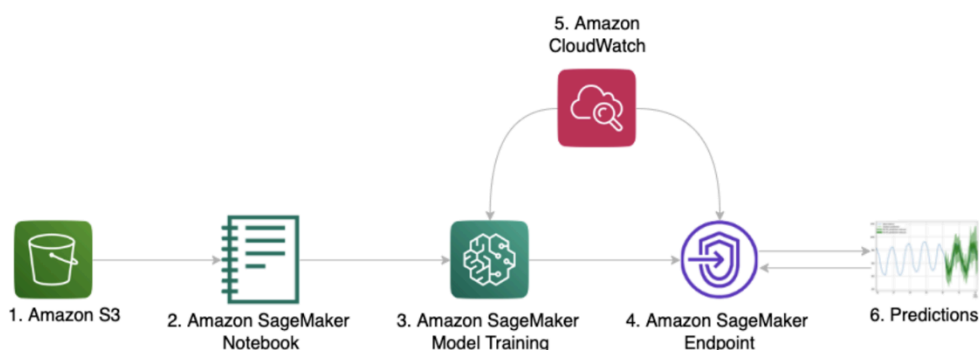 5. Amazon
CloudWatch
1. Amazon S3
2. Amazon SageMaker
Notebook
3. Amazon SageMaker
Model Training
4. Amazon SageMaker
Endpoint
6. Predictions